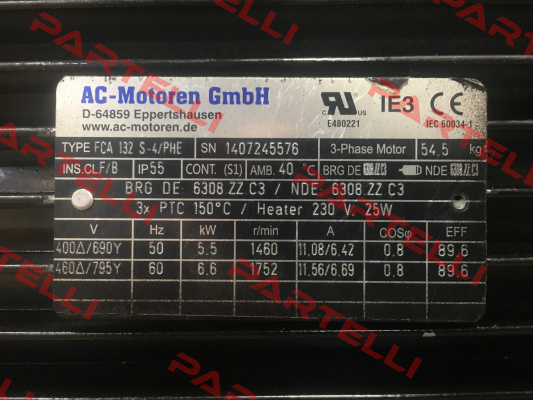 AC-Motoren GmbH
D-64859 Eppertshausen
www.ac-motoren.de
E480221
IE3
CE
IEC 60034-1
TYPE FCA 132 S-4/PHE SN 1407245576 3-Phase Motor 54,5 kg
INS.CL F/B IP55 CONT. (S1) AMB. 40 °C BRG DE NDE
BRG DE 6308 ZZ C3 / NDE 6308 ZZ C3
3x PTC 150°C / Heater 230 V, 25W
V Hz kW r/min A COSφ EFF
400Δ/690Y 50 5.5 1460 11.08/6.42 0.8 89.6
460Δ/795Y 60 6.6 1752 11.56/6.69 0.8 89.6
PARTELLI